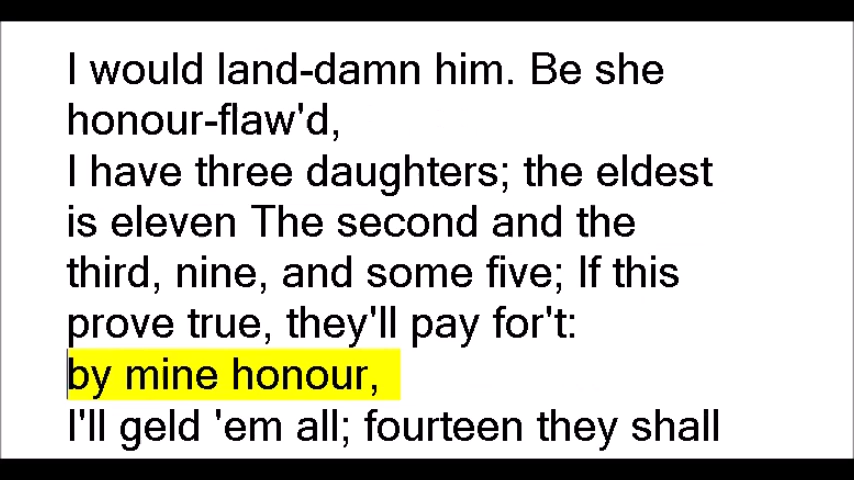 I would land-damn him. Be she
honour-flaw'd,
I have three daughters; the eldest
is eleven The second and the
third, nine, and some five; If this
prove true, they'll pay for't:
by mine honour,
I'll geld 'em all; fourteen they shall